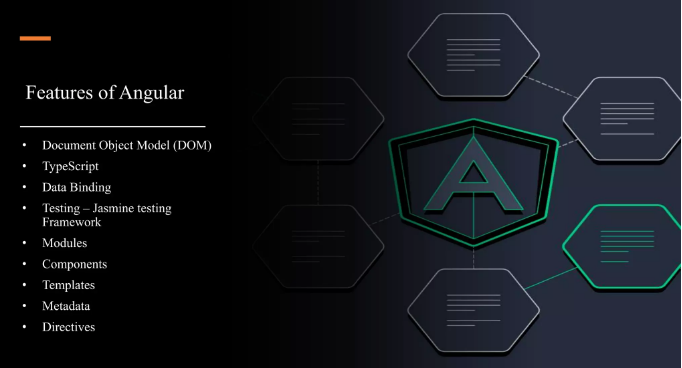 Features of Angular
• Document Object Model (DOM)
• TypeScript
• Data Binding
• Testing – Jasmine testing
Framework
• Modules
• Components
• Templates
• Metadata
• Directives
A